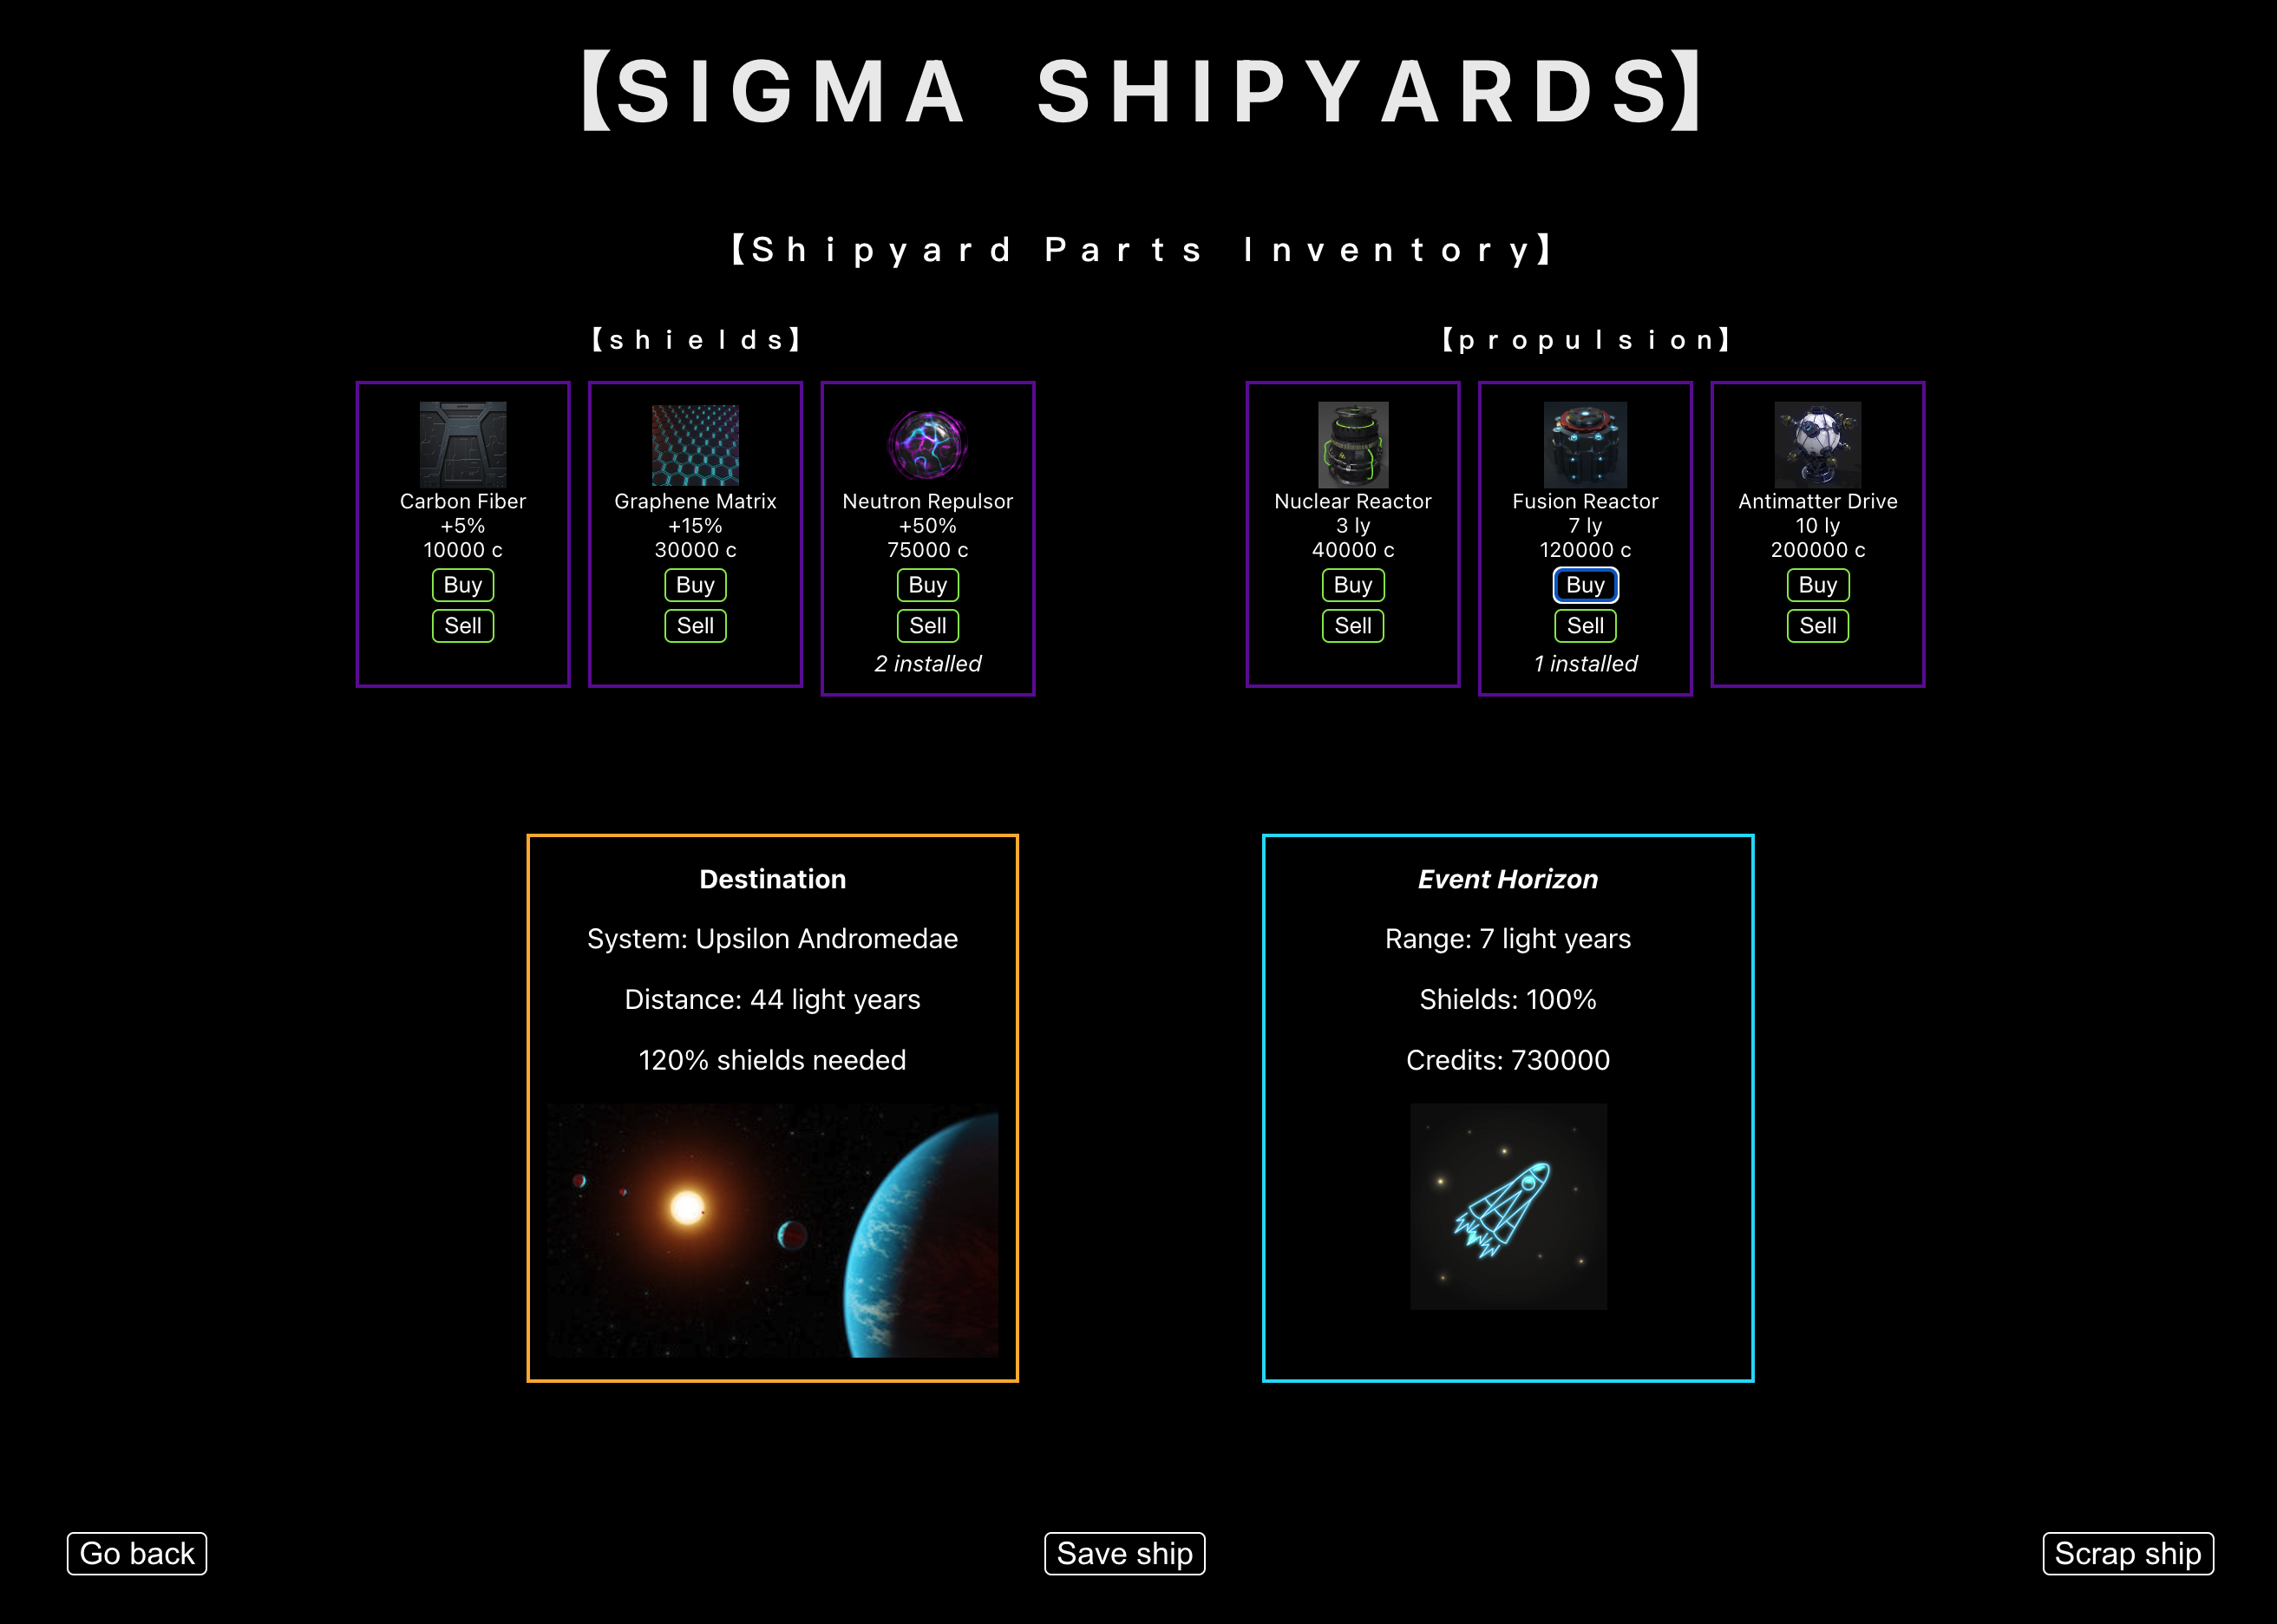 【SIGMA SHIPYARDS】
【Shipyard Parts Inventory】
【shields】
Carbon Fiber
+5%
10000 c
Buy
Sell
Graphene Matrix
+15%
30000 c
Buy
Sell
Neutron Repulsor
+50%
75000 c
Buy
Sell
2 installed
【propulsion】
Nuclear Reactor
3 ly
40000 c
Buy
Sell
Fusion Reactor
7 ly
120000 c
Buy
Sell
1 installed
Antimatter Drive
10 ly
200000 c
Buy
Sell
Destination
System: Upsilon Andromedae
Distance: 44 light years
120% shields needed
Event Horizon
Range: 7 light years
Shields: 100%
Credits: 730000
Go back
Save ship
Scrap ship